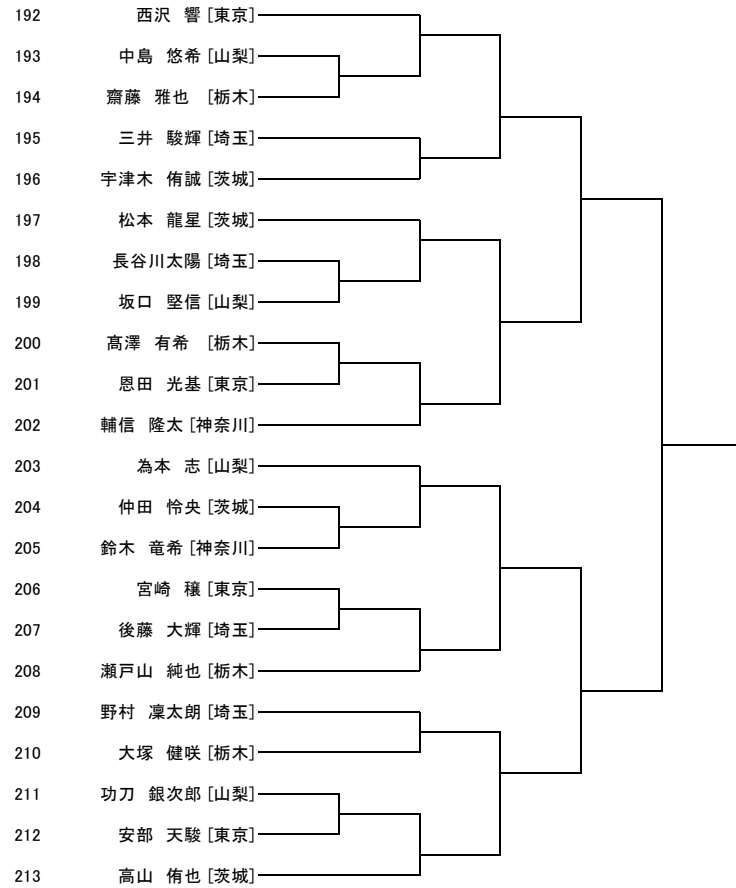 192 西沢 響 [東京]
193 中島 悠希 [山梨]
194 齋藤 雅也 [栃木]
195 三井 駿輝 [埼玉]
196 宇津木 侑誠 [茨城]
197 松本 龍星 [茨城]
198 長谷川太陽 [埼玉]
199 坂口 堅信 [山梨]
200 髙澤 有希 [栃木]
201 恩田 光基 [東京]
202 輔信 隆太 [神奈川]
203 為本 志 [山梨]
204 仲田 怜央 [茨城]
205 鈴木 竜希 [神奈川]
206 宮崎 穣 [東京]
207 後藤 大輝 [埼玉]
208 瀬戸山 純也 [栃木]
209 野村 凜太朗 [埼玉]
210 大塚 健咲 [栃木]
211 功刀 銀次郎 [山梨]
212 安部 天駿 [東京]
213 高山 侑也 [茨城]